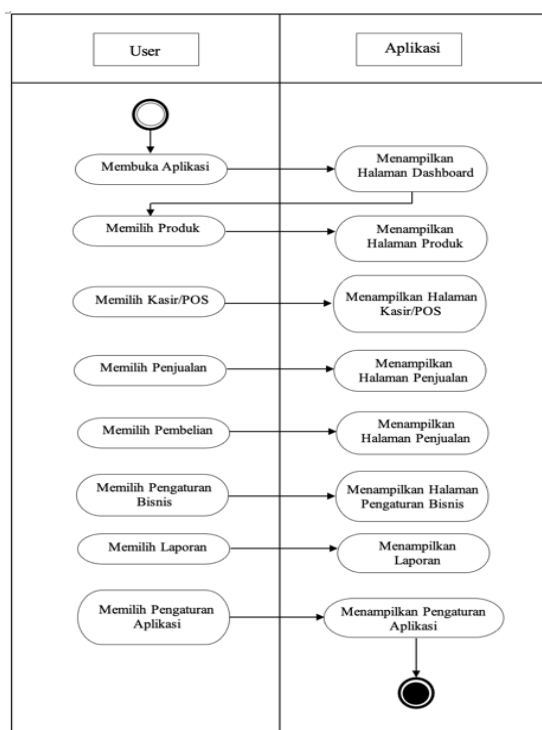 User
Aplikasi
Membuka Aplikasi
Menampilkan
Halaman Dashboard
Memilih Produk
Menampilkan
Halaman Produk
Memilih Kasir/POS
Menampilkan Halaman
Kasir/POS
Memilih Penjualan
Menampilkan
Halaman Penjualan
Memilih Pembelian
Menampilkan
Halaman Penjualan
Memilih Pengaturan
Bisnis
Menampilkan Halaman
Pengaturan Bisnis
Memilih Laporan
Menampilkan
Laporan
Memilih Pengaturan
Aplikasi
Menampilkan Pengaturan
Aplikasi